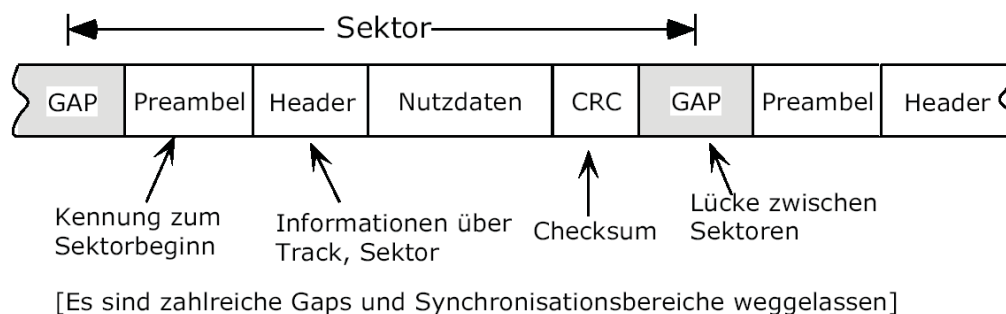 Sektor
GAP Preambel Header Nutzdaten CRC GAP Preambel Header
Kennung zum
Sektorbeginn
Informationen über
Track, Sektor
Checksum
Lücke zwischen
Sektoren
[Es sind zahlreiche Gaps und Synchronisationsbereiche weggelassen]